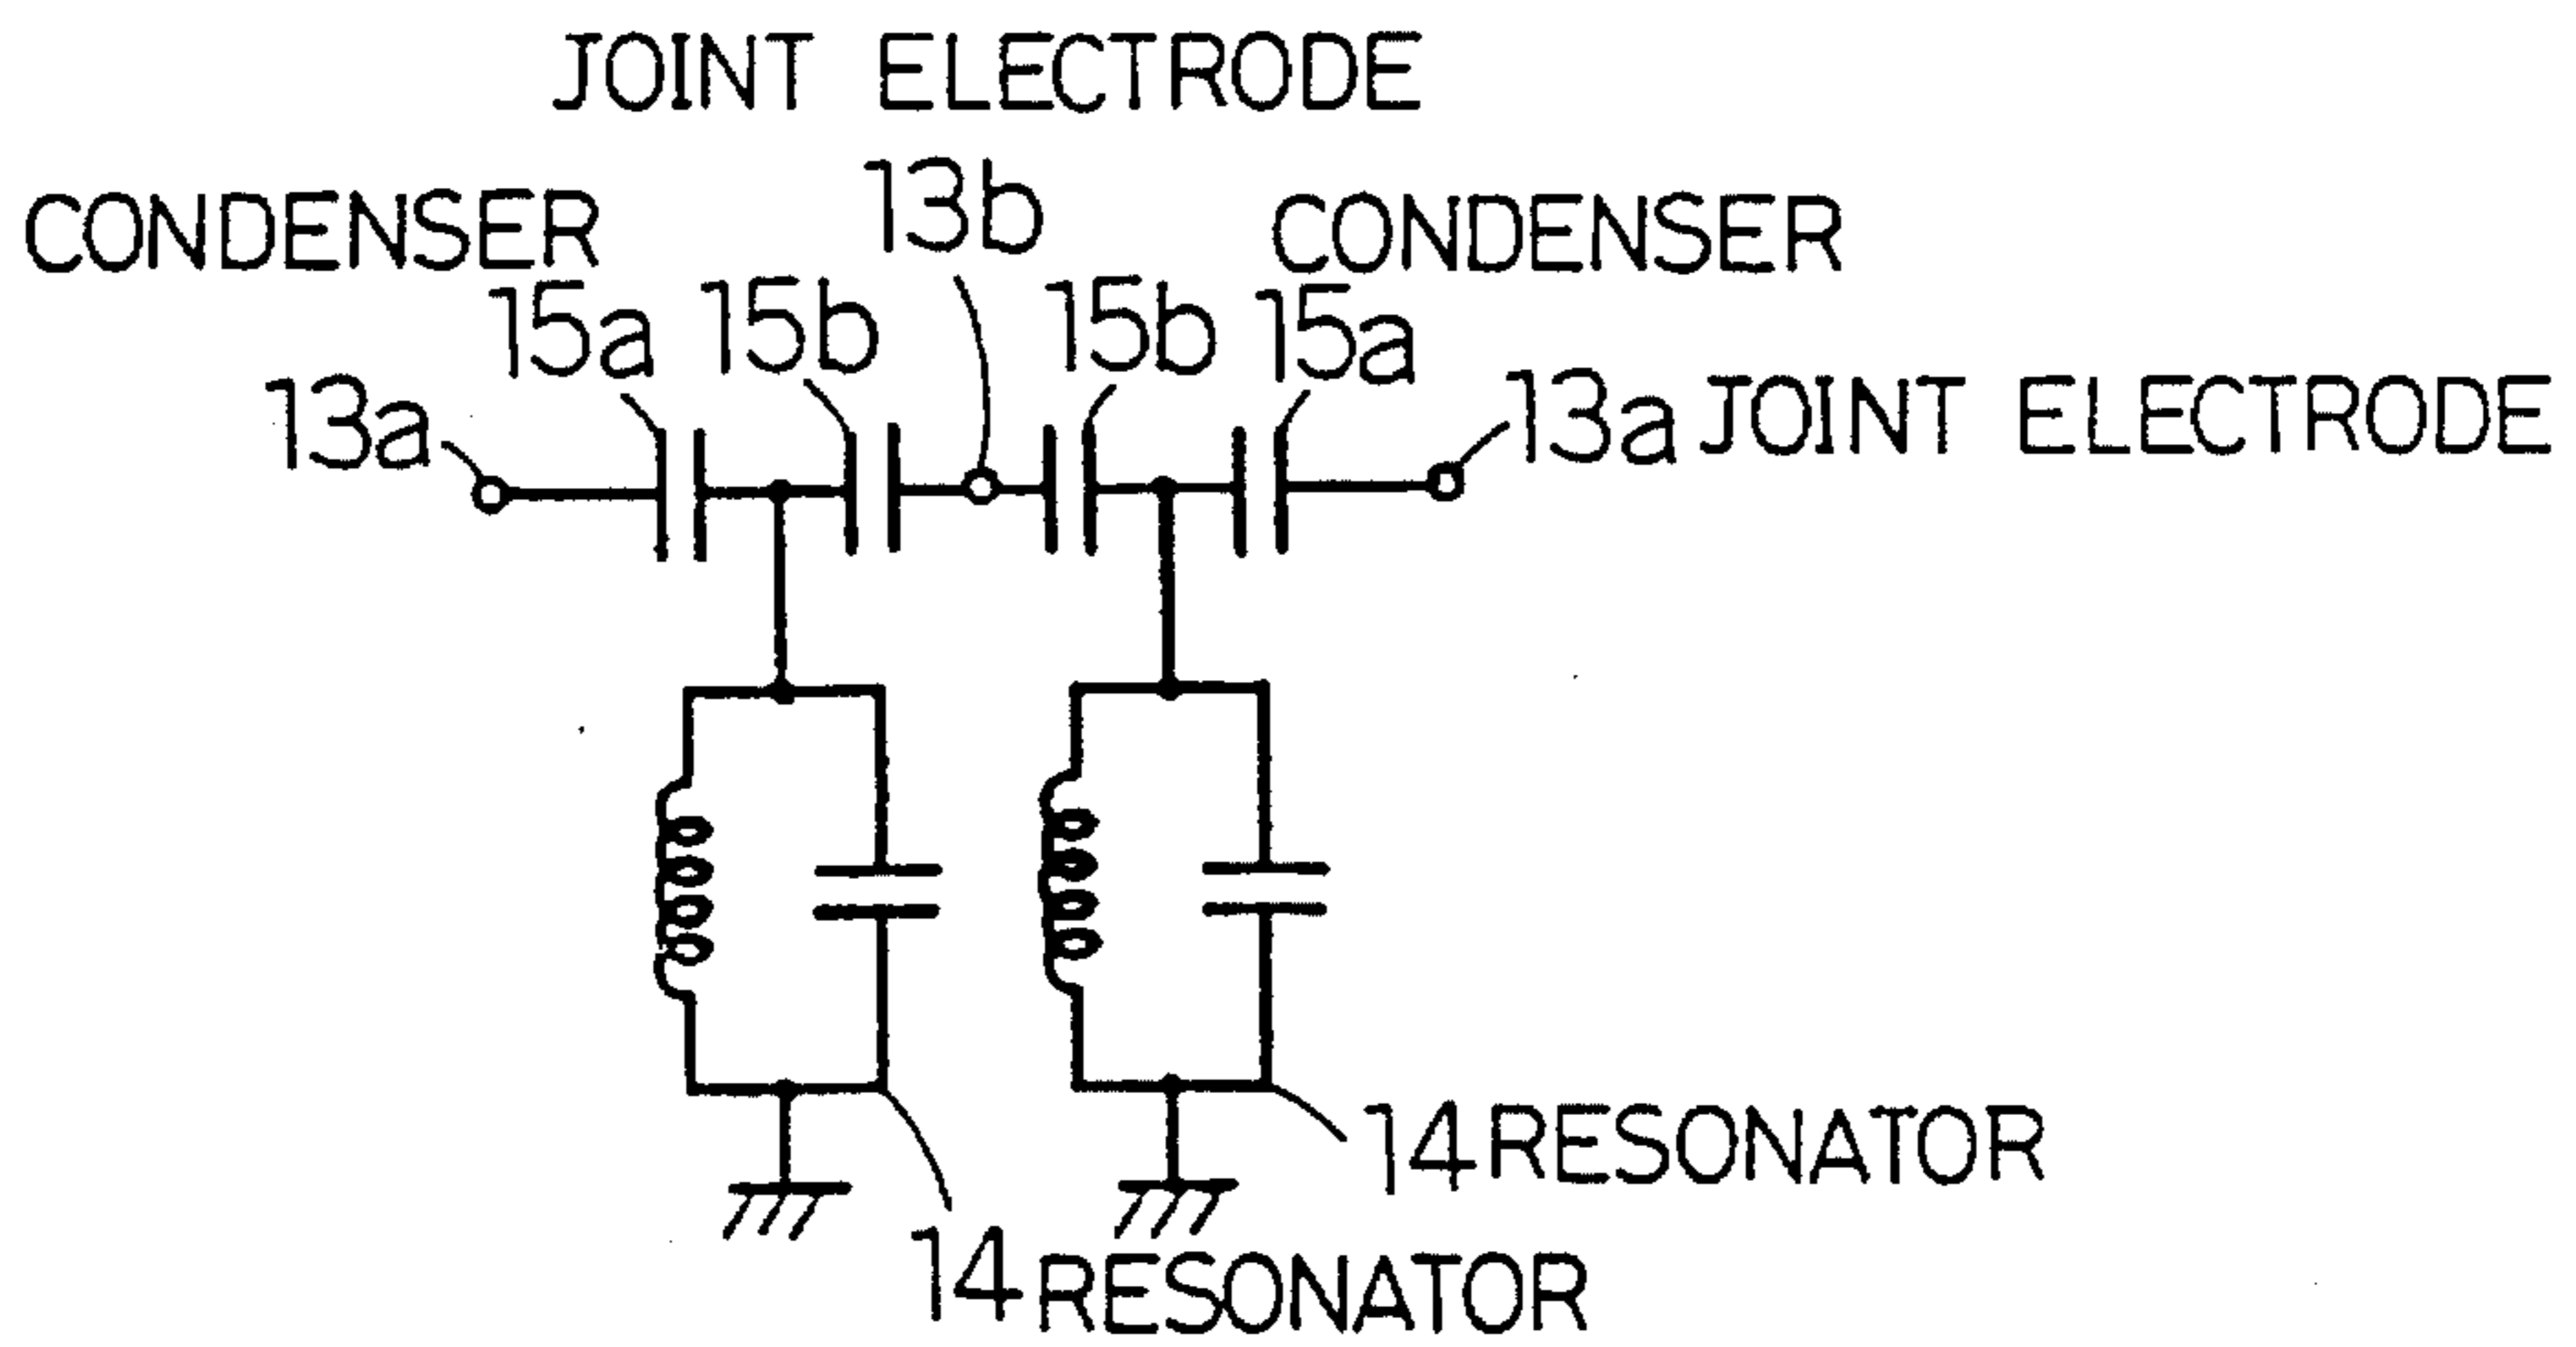 JOINT ELECTRODE
13b
CONDENSER
CONDENSER
15a 15b 15b 15a
13a
13a JOINT ELECTRODE
14 RESONATOR
14 RESONATOR